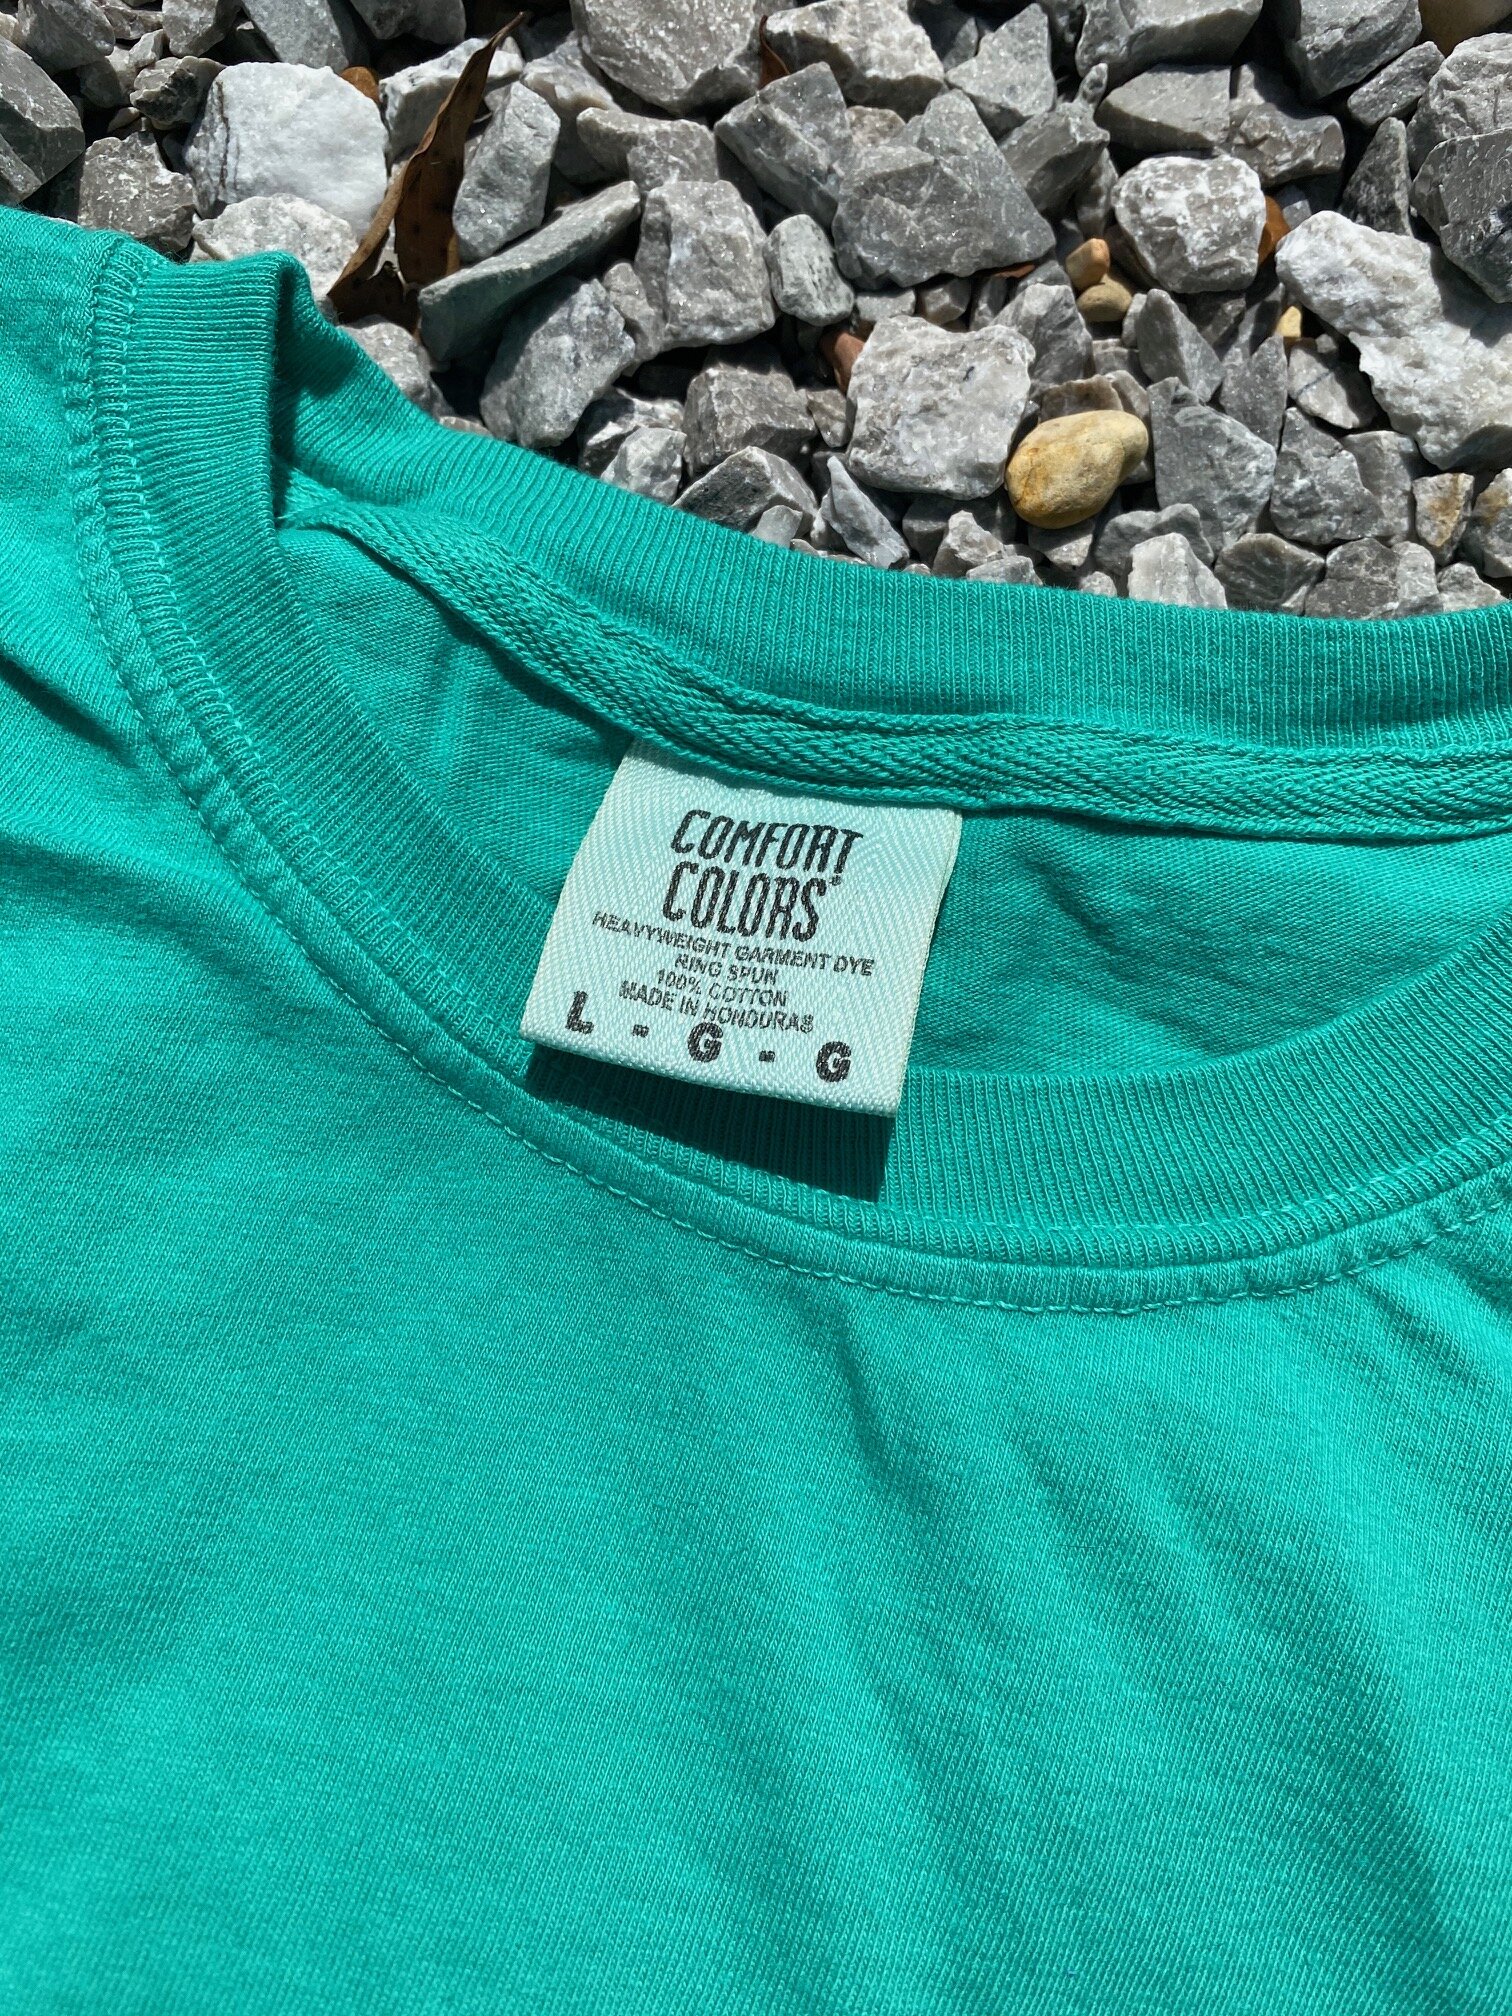 COMFORT
COLORS®
HEAVYWEIGHT GARMENT DYE
RING SPUN
100% COTTON
MADE IN HONDURAS
L - G - G